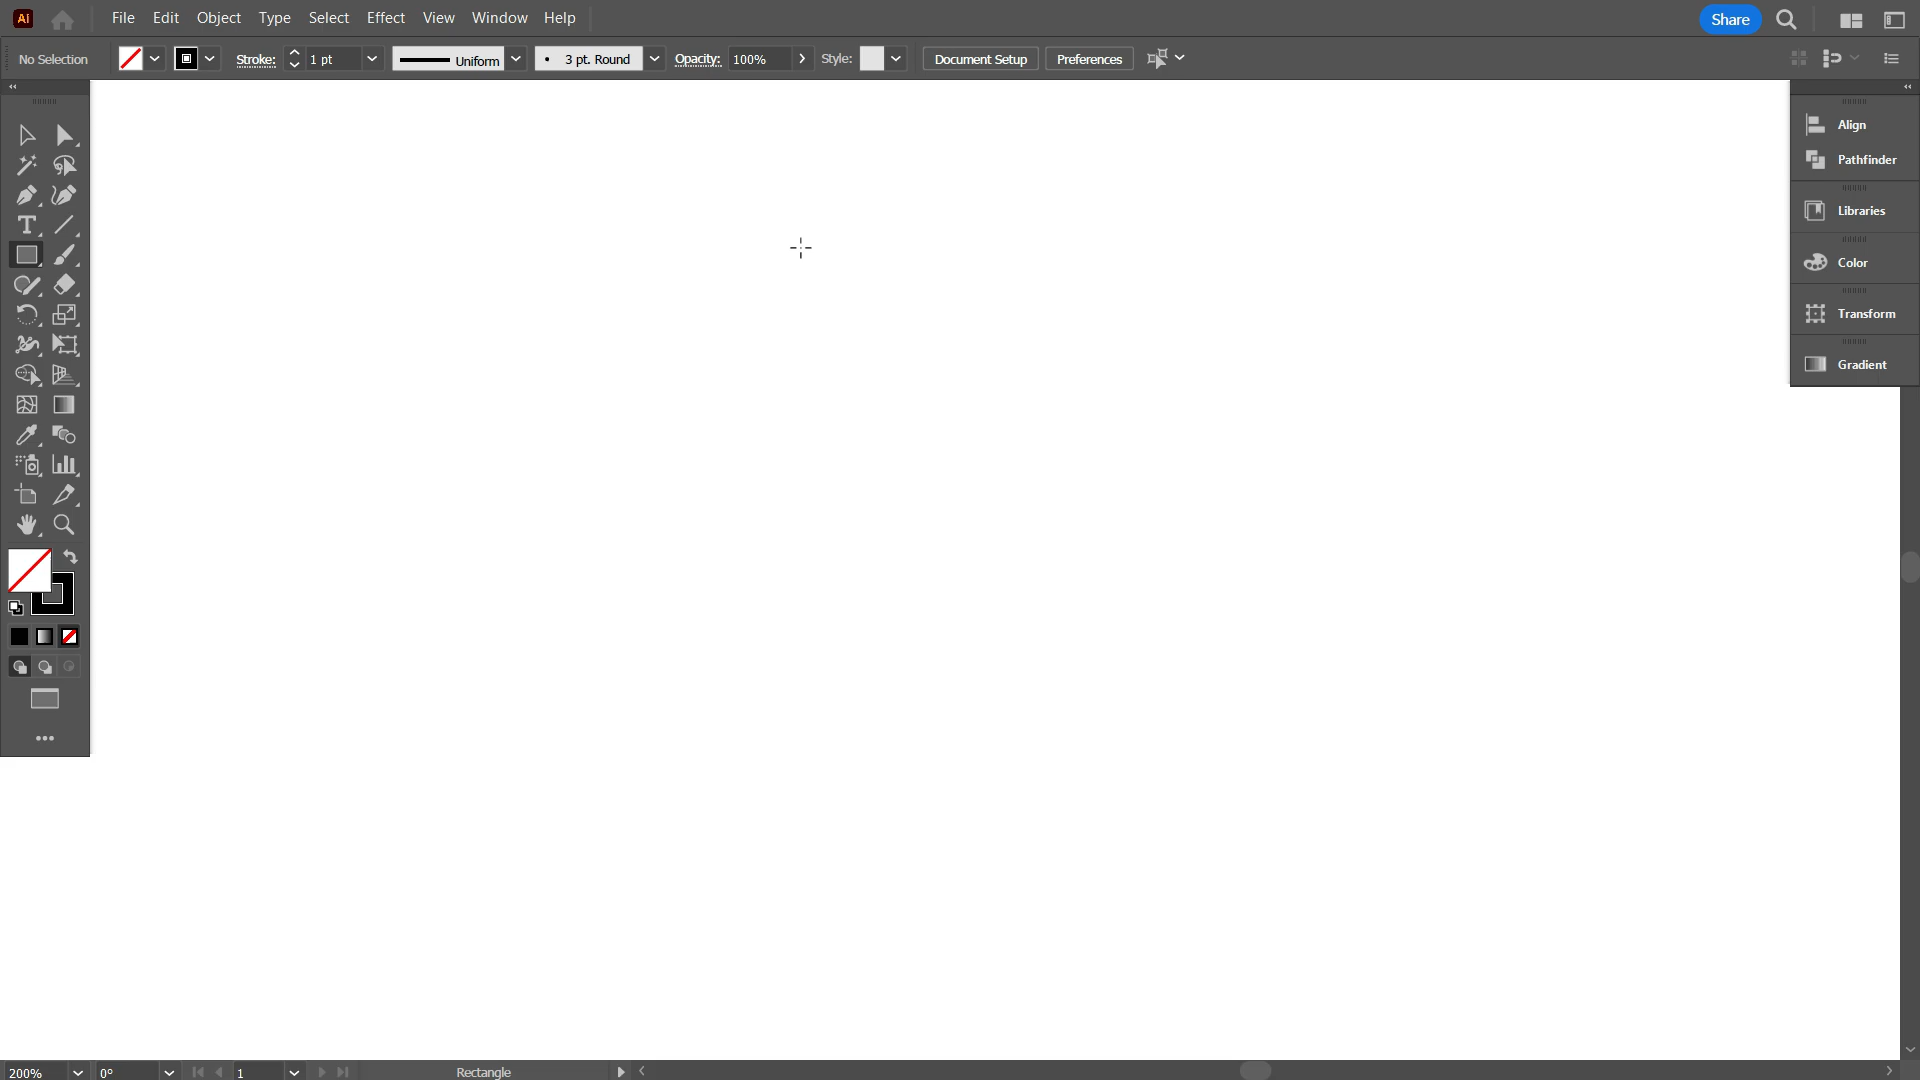 Ai File Edit Object Type Select Effect View Window Help Share
No Selection Stroke: 1 pt Uniform 3 pt. Round Opacity: 100% Style: Document Setup Preferences
Align
Pathfinder
Libraries
Color
Transform
Gradient
200% 0° 1 Rectangle